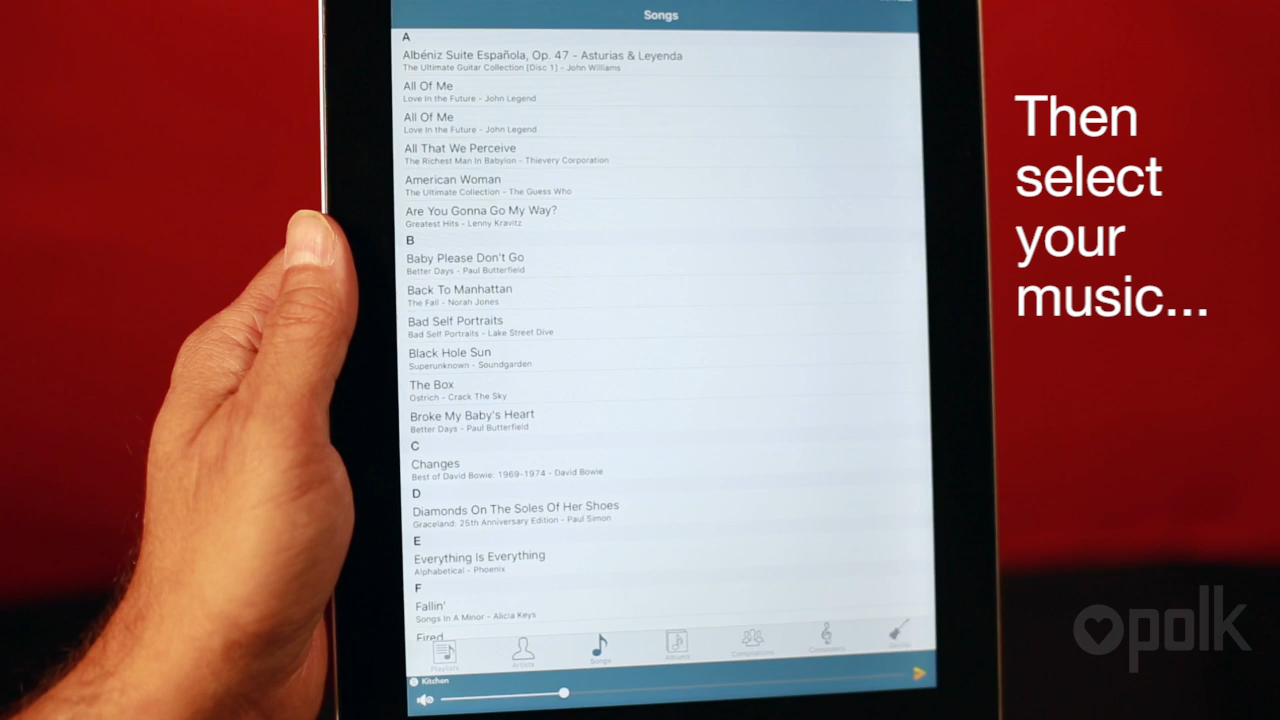 Songs
A
Albéniz Suite Española, Op. 47 - Asturias & Leyenda
The Ultimate Guitar Collection [Disc 1] - John Williams
All Of Me
Love In the Future - John Legend
All Of Me
Love In the Future - John Legend
All That We Perceive
The Richest Man In Babylon - Thievery Corporation
American Woman
The Ultimate Collection - The Guess Who
Are You Gonna Go My Way?
Greatest Hits - Lenny Kravitz
B
Baby Please Don't Go
Better Days - Paul Butterfield
Back To Manhattan
The Fall - Norah Jones
Bad Self Portraits
Bad Self Portraits - Lake Street Dive
Black Hole Sun
Superunknown - Soundgarden
The Box
Ostrich - Crack The Sky
Broke My Baby's Heart
Better Days - Paul Butterfield
C
Changes
Best of David Bowie: 1969-1974 - David Bowie
D
Diamonds On The Soles Of Her Shoes
Graceland: 25th Anniversary Edition - Paul Simon
E
Everything Is Everything
Alphabetical - Phoenix
F
Fallin'
Songs In A Minor - Alicia Keys
Fired
Playlists Artists Songs Albums Compilations Composers
Kitchen
Then
select
your
music...
polk